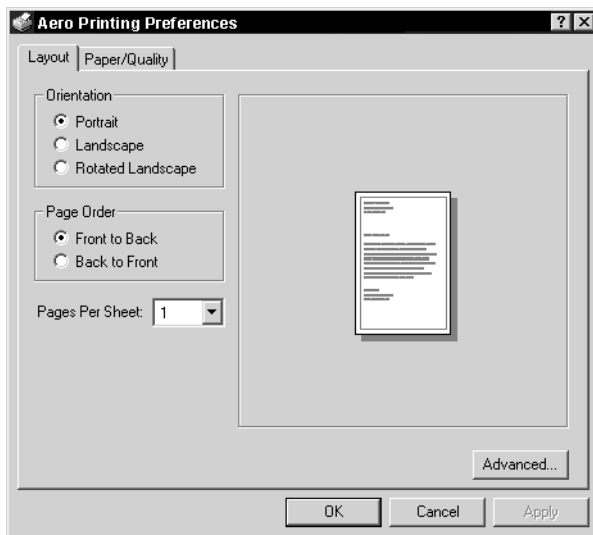 Aero Printing Preferences
Layout Paper/Quality
Orientation
Portrait
Landscape
Rotated Landscape
Page Order
Front to Back
Back to Front
Pages Per Sheet: 1
Advanced...
OK Cancel Apply